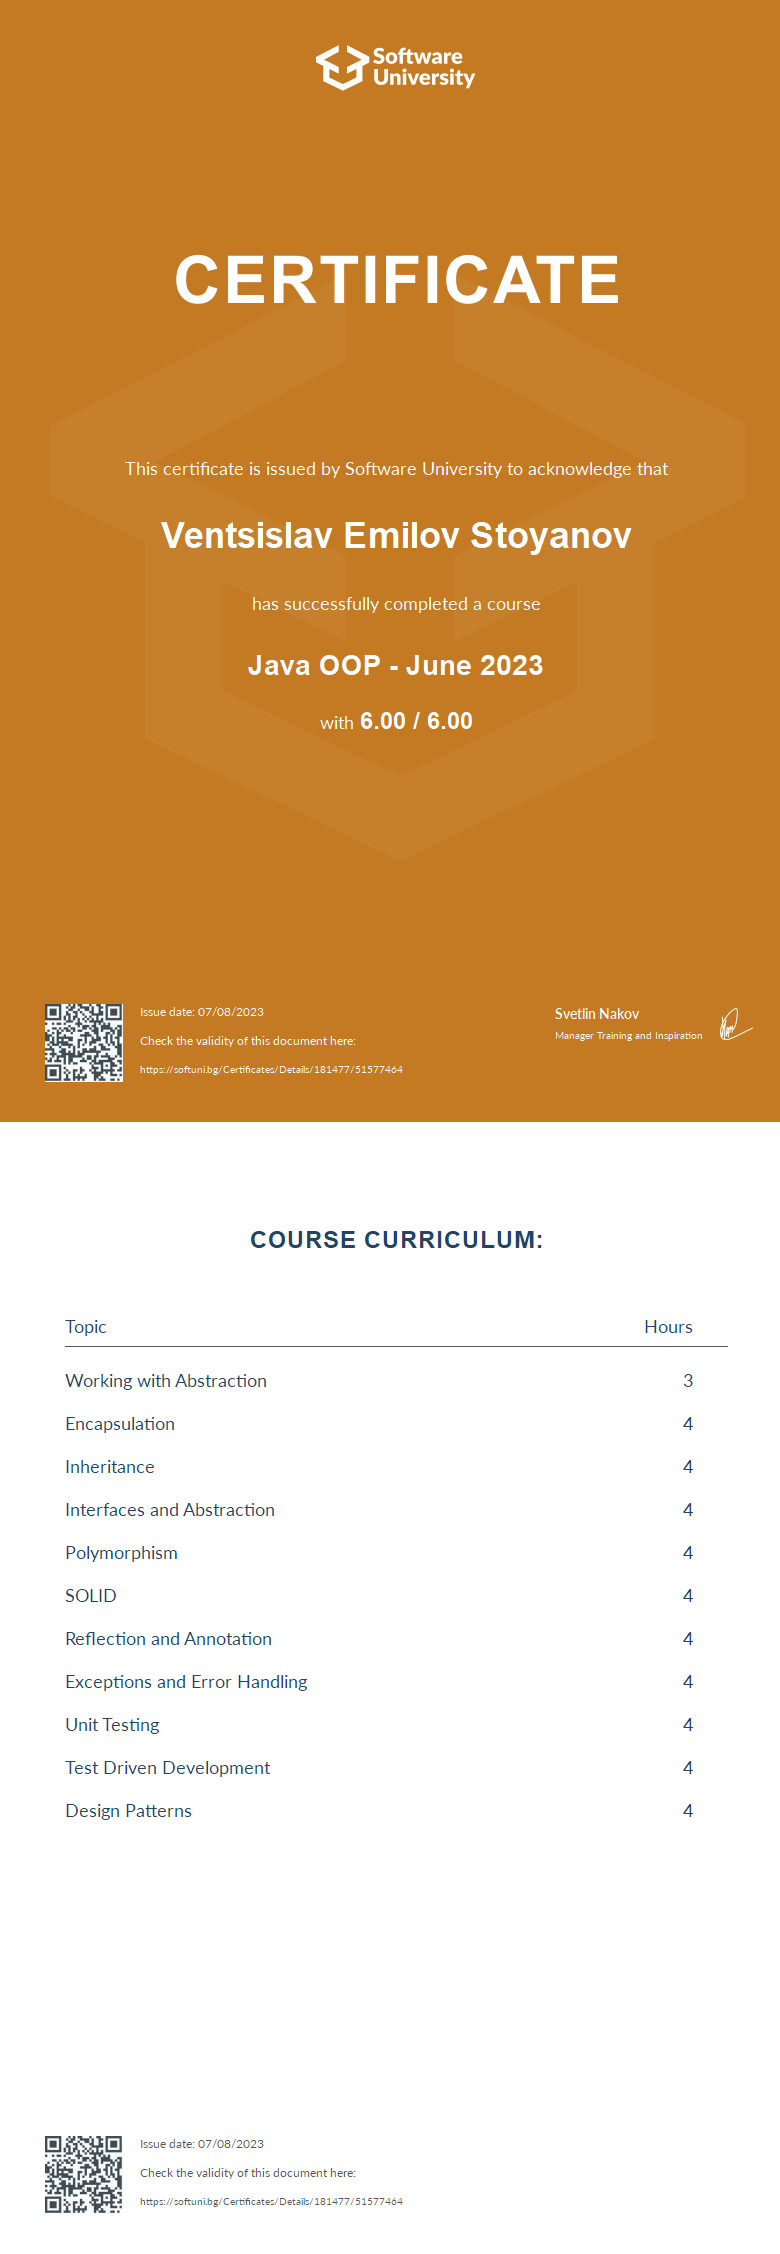 Software
University
CERTIFICATE
This certificate is issued by Software University to acknowledge that
Ventsislav Emilov Stoyanov
has successfully completed a course
Java OOP - June 2023
with 6.00 / 6.00
Issue date: 07/08/2023
Check the validity of this document here:
https://softuni.bg/Certificates/Details/181477/51577464
Svetlin Nakov
Manager Training and Inspiration
COURSE CURRICULUM:
Topic Hours
Working with Abstraction 3
Encapsulation 4
Inheritance 4
Interfaces and Abstraction 4
Polymorphism 4
SOLID 4
Reflection and Annotation 4
Exceptions and Error Handling 4
Unit Testing 4
Test Driven Development 4
Design Patterns 4
Issue date: 07/08/2023
Check the validity of this document here:
https://softuni.bg/Certificates/Details/181477/51577464